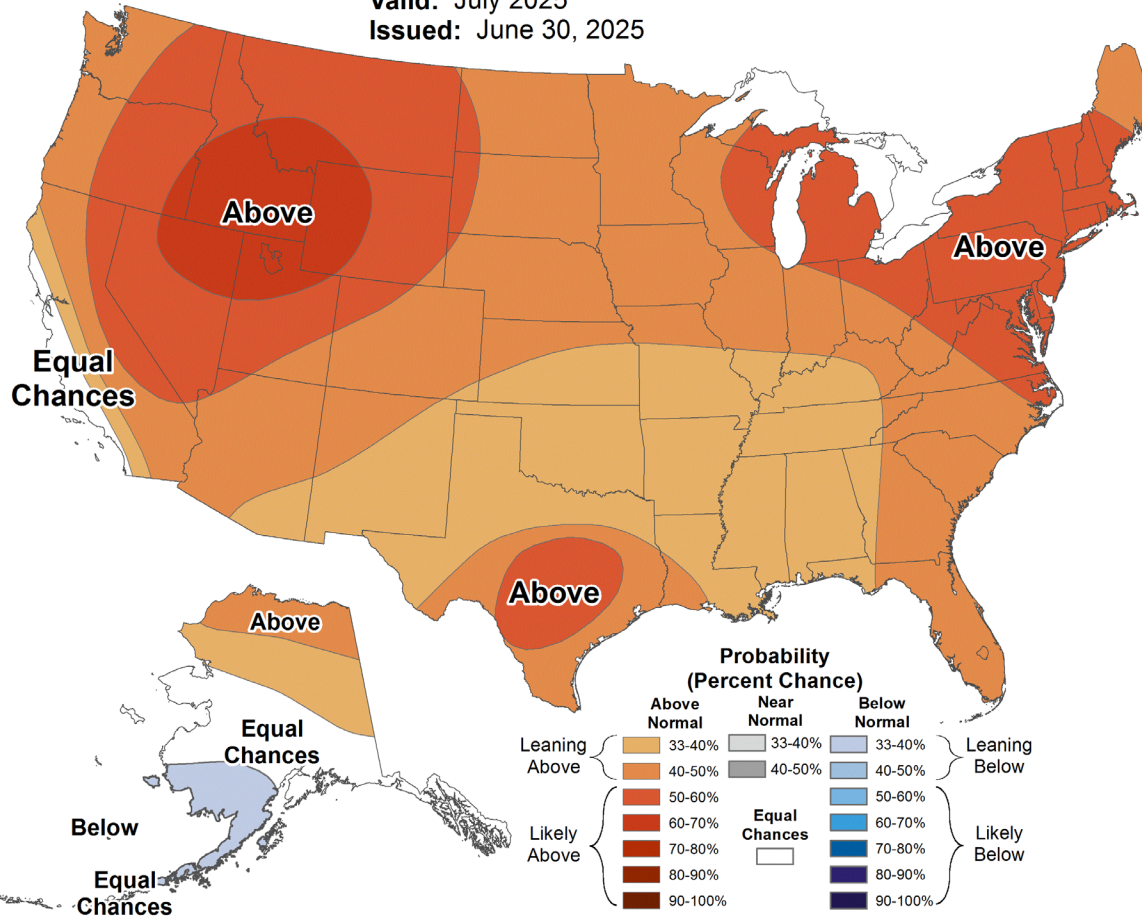 Valid: July 2025
Issued: June 30, 2025
Above
Above
Equal
Chances
Above
Above
Equal
Chances
Below
Equal
Chances
Probability
(Percent Chance)
Above
Normal
Near
Normal
Below
Normal
Leaning
Above
33-40%
40-50%
Likely
Above
50-60%
60-70%
70-80%
80-90%
90-100%
33-40%
40-50%
Equal
Chances
33-40%
40-50%
50-60%
60-70%
70-80%
80-90%
90-100%
Leaning
Below
Likely
Below